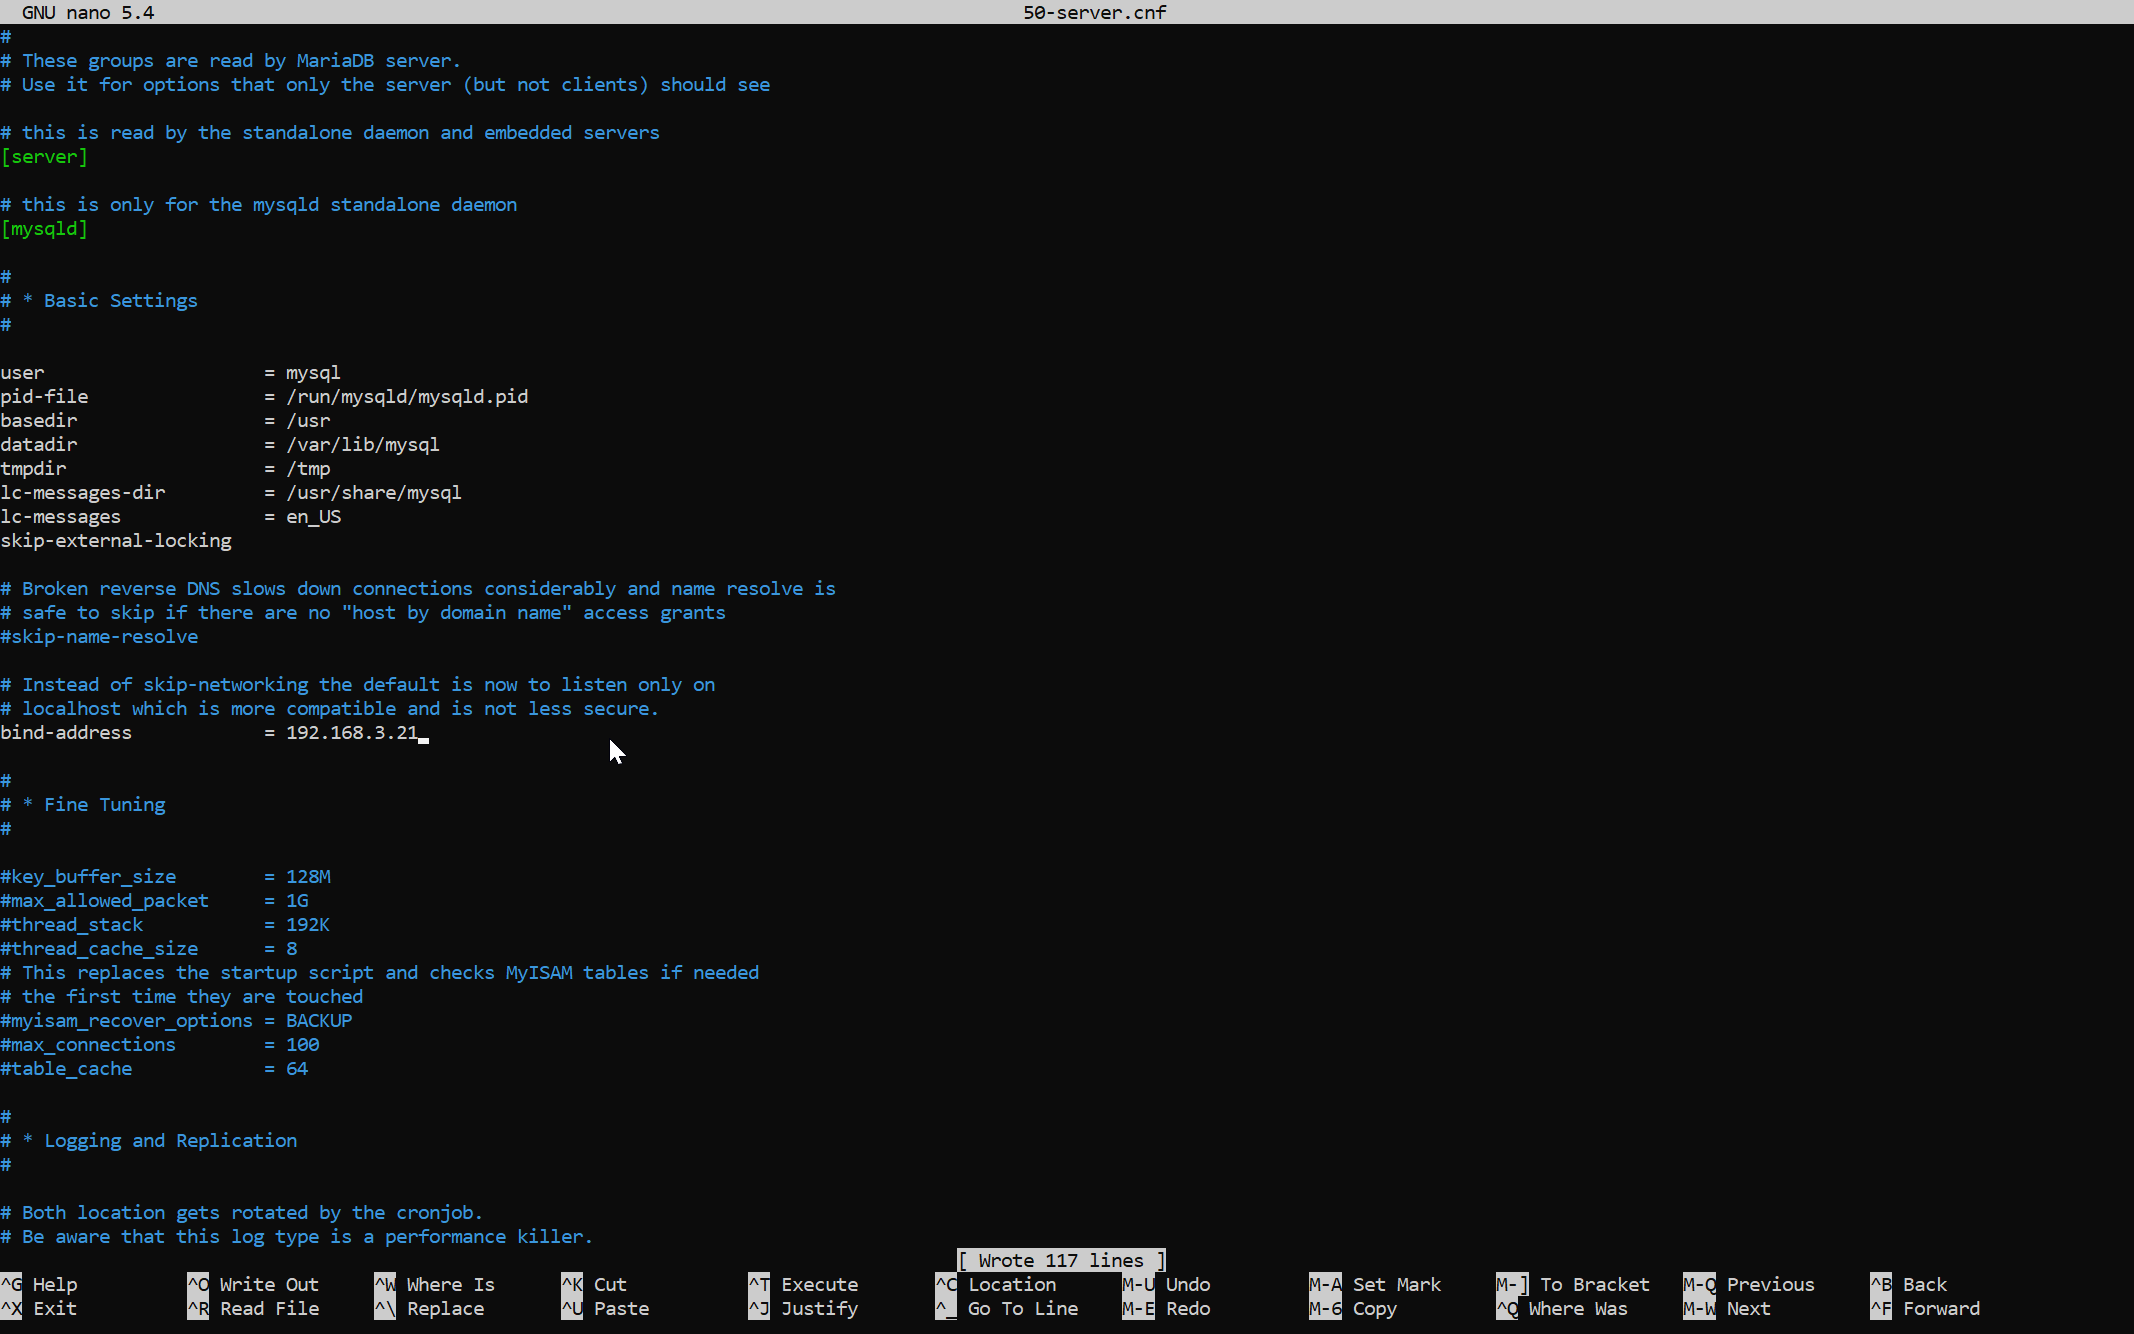 GNU nano 5.4 50-server.cnf
#
# These groups are read by MariaDB server.
# Use it for options that only the server (but not clients) should see
# this is read by the standalone daemon and embedded servers
[server]
# this is only for the mysqld standalone daemon
[mysqld]
#
# * Basic Settings
#
user = mysql
pid-file = /run/mysqld/mysqld.pid
basedir = /usr
datadir = /var/lib/mysql
tmpdir = /tmp
lc-messages-dir = /usr/share/mysql
lc-messages = en_US
skip-external-locking
# Broken reverse DNS slows down connections considerably and name resolve is
# safe to skip if there are no "host by domain name" access grants
#skip-name-resolve
# Instead of skip-networking the default is now to listen only on
# localhost which is more compatible and is not less secure.
bind-address = 192.168.3.21
#
# * Fine Tuning
#
#key_buffer_size = 128M
#max_allowed_packet = 1G
#thread_stack = 192K
#thread_cache_size = 8
# This replaces the startup script and checks MyISAM tables if needed
# the first time they are touched
#myisam_recover_options = BACKUP
#max_connections = 100
#table_cache = 64
#
# * Logging and Replication
#
# Both location gets rotated by the cronjob.
# Be aware that this log type is a performance killer.
[ Wrote 117 lines ]
^G Help ^O Write Out ^W Where Is ^K Cut ^T Execute ^C Location M-U Undo M-A Set Mark M-] To Bracket M-Q Previous ^B Back
^X Exit ^R Read File ^\ Replace ^U Paste ^J Justify ^_ Go To Line M-E Redo M-6 Copy ^Q Where Was M-W Next ^F Forward